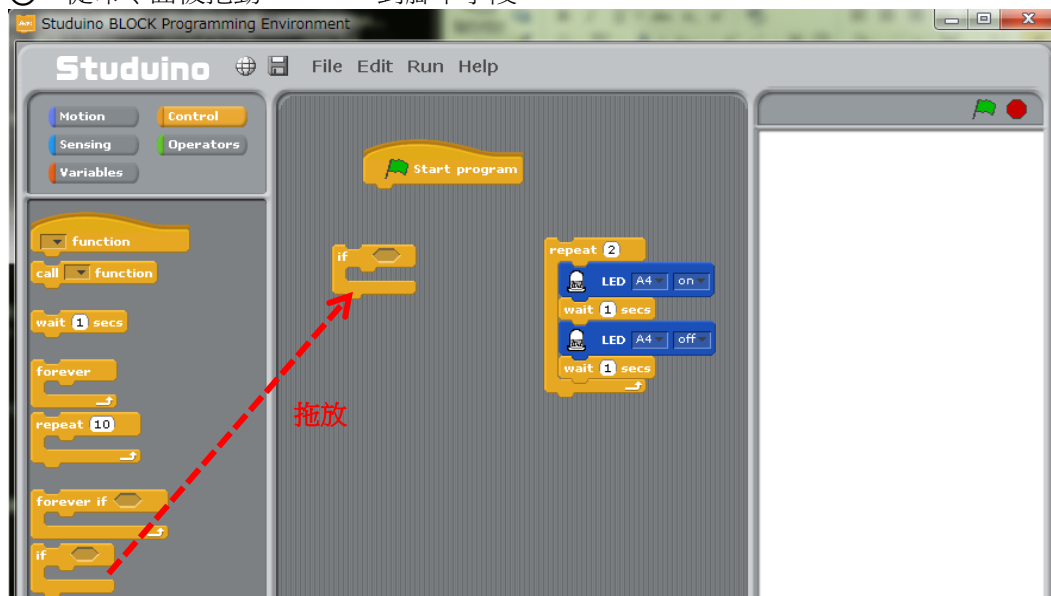 Studuino BLOCK Programming Environment
Studuino File Edit Run Help
Motion Control
Sensing Operators
Variables
function
call function
wait 1 secs
forever
repeat 10
forever if
if
Start program
if
repeat 2
LED A4 on
wait 1 secs
LED A4 off
wait 1 secs
拖放